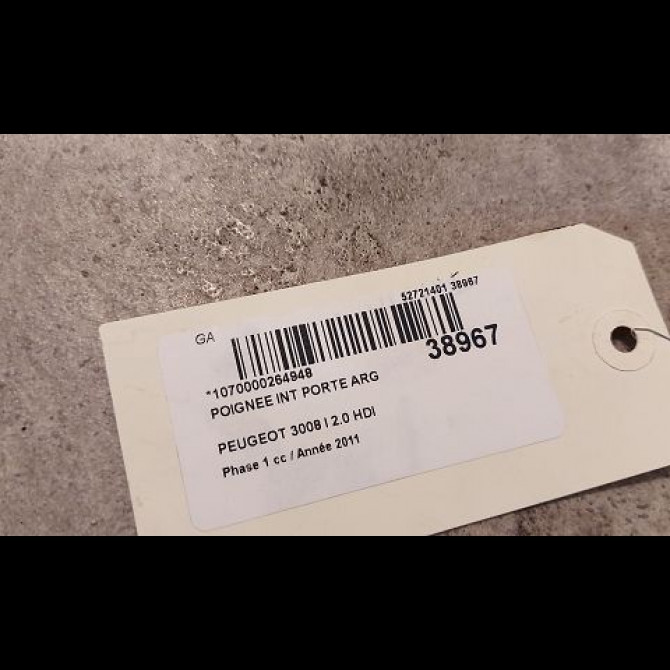 GA
52721401 38967
38967
*1070000264948
POIGNEE INT PORTE ARG
PEUGEOT 3008 I 2.0 HDI
Phase 1 cc / Année 2011